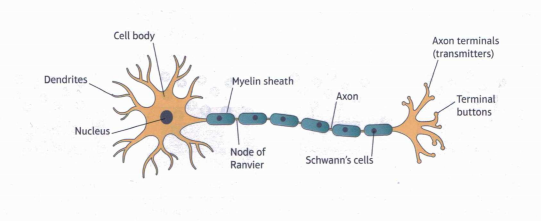 Cell body
Axon terminals
(transmitters)
Dendrites
Myelin sheath
Axon
Terminal
buttons
Nucleus
Node of
Ranvier
Schwann's cells